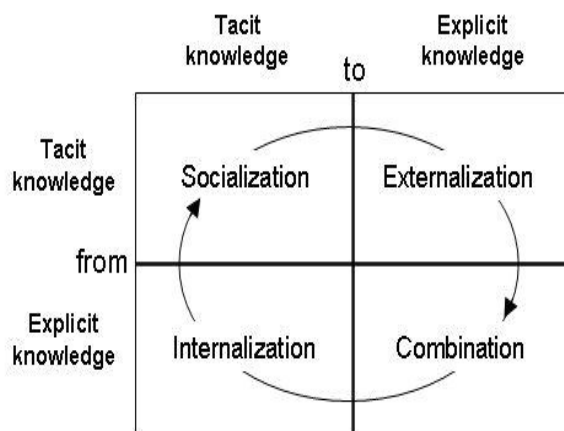 Tacit
knowledge
to
Explicit
knowledge
Tacit
knowledge
Socialization
Externalization
from
Explicit
knowledge
Internalization
Combination